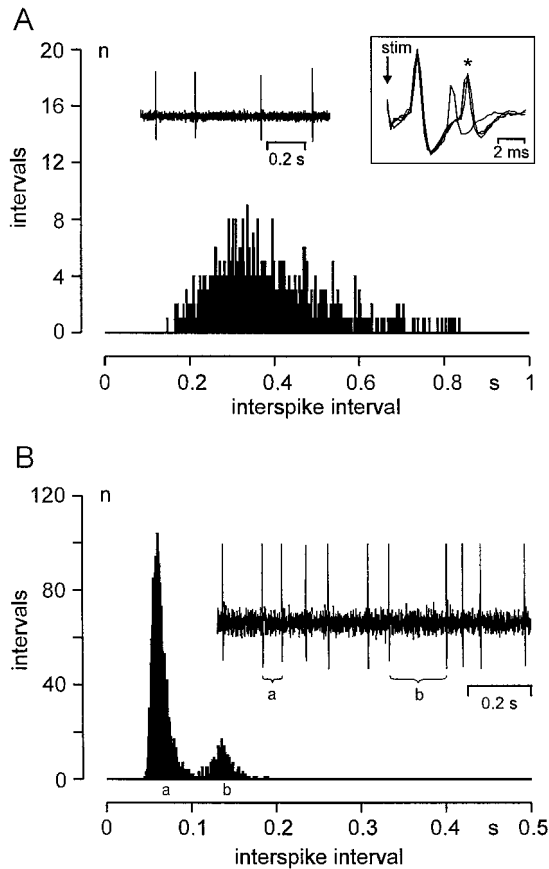 A
n
20
16
12
8
4
0
intervals
0.2 s
stim
*
2 ms
0 0.2 0.4 0.6 0.8 s 1
interspike interval
B
n
120
80
40
0
intervals
a b
0.2 s
a b
0 0.1 0.2 0.3 0.4 s 0.5
interspike interval